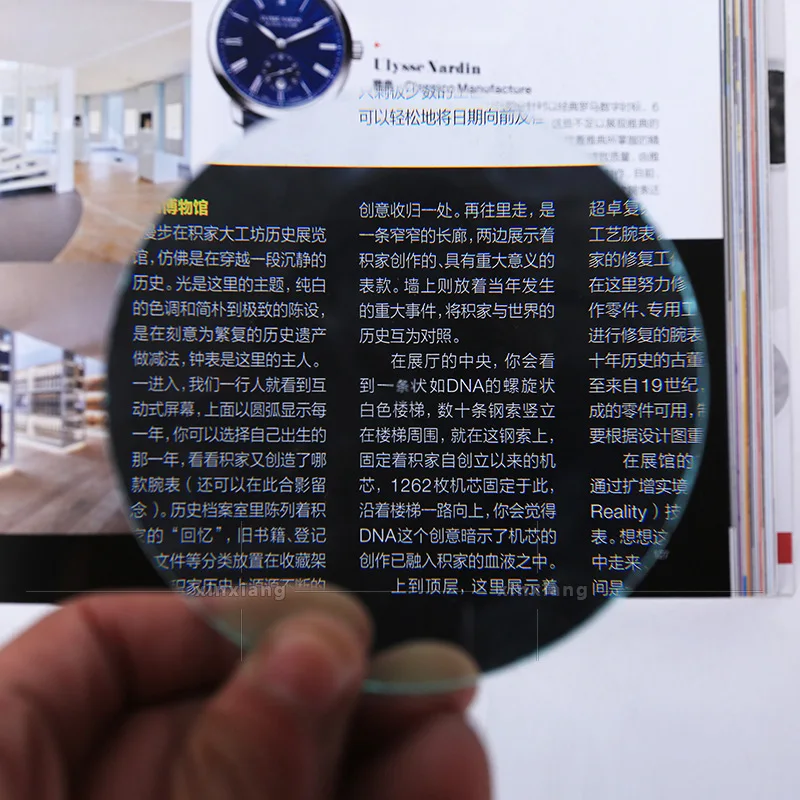 Ulysse Nardin
Manufacture
可以轻松地将日期向前及
博物馆
步在积家大工坊历史展览
馆，仿佛是在穿越一段沉静的
历史。光是这里的主题，纯白
的色调和简朴到极致的陈设，
是在刻意为繁复的历史遗产
做减法，钟表是这里的主人。
一进入，我们一行人就看到互
动式屏幕，上面以圆弧显示每
一年，你可以选择自己出生的
那一年，看看积家又创造了哪
款腕表（还可以在此合影留
念）。历史档案室里陈列着积
家的“回忆”，旧书籍、登记
文件等分类放置在收藏架
积家历史上源源不断的
创意收归一处。再往里走，是
一条窄窄的长廊，两边展示着
积家创作的、具有重大意义的
表款。墙上则放着当年发生
的重大事件，将积家与世界的
历史互为对照。
在展厅的中央，你会看
到一条状如DNA的螺旋状
白色楼梯，数十条钢索竖立
在楼梯周围，就在这钢索上，
固定着积家自创立以来的机
芯，1262枚机芯固定于此，
沿着楼梯一路向上，你会觉得
DNA这个创意暗示了机芯的
创作已融入积家的血液之中。
上到顶层，这里展示着
超卓复
工艺腕表
家的修复工
在这里努力修
作零件、专用工
进行修复的腕表
十年历史的古董
至来自19世纪，
成的零件可用，
要根据设计图重
在展馆的
通过扩增实境
Reality）技
表。想想这
中走来
间是
xinxiang
xinxiang